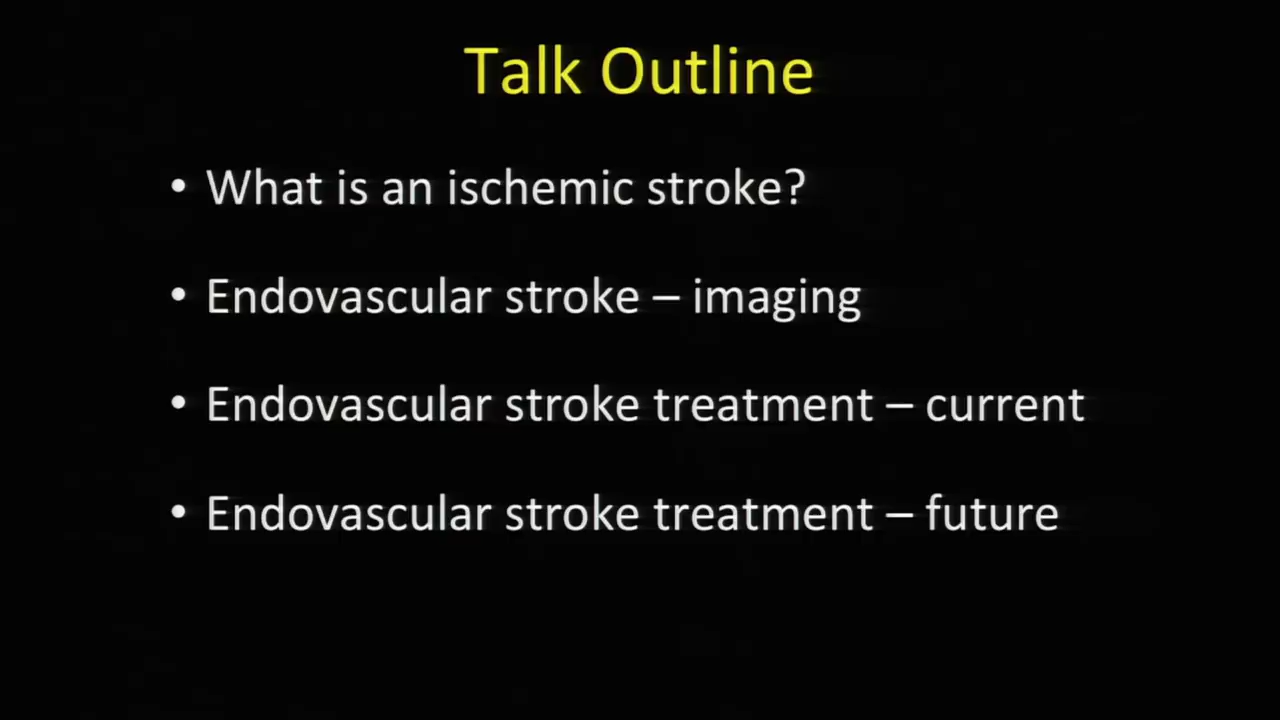 Talk Outline
• What is an ischemic stroke?
• Endovascular stroke – imaging
• Endovascular stroke treatment – current
• Endovascular stroke treatment – future